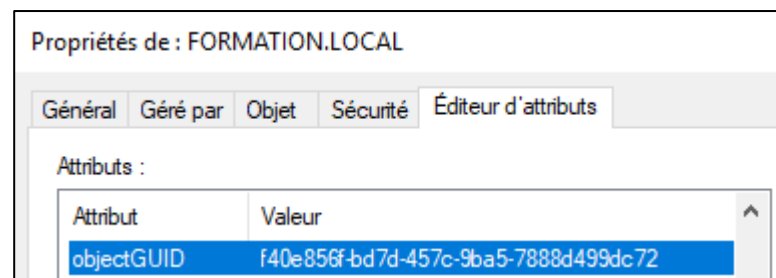 Propriétés de : FORMATION.LOCAL
Général Géré par Objet Sécurité Éditeur d'attributs
Attributs :
Attribut Valeur
objectGUID f40e856f-bd7d-457c-9ba5-7888d499dc72